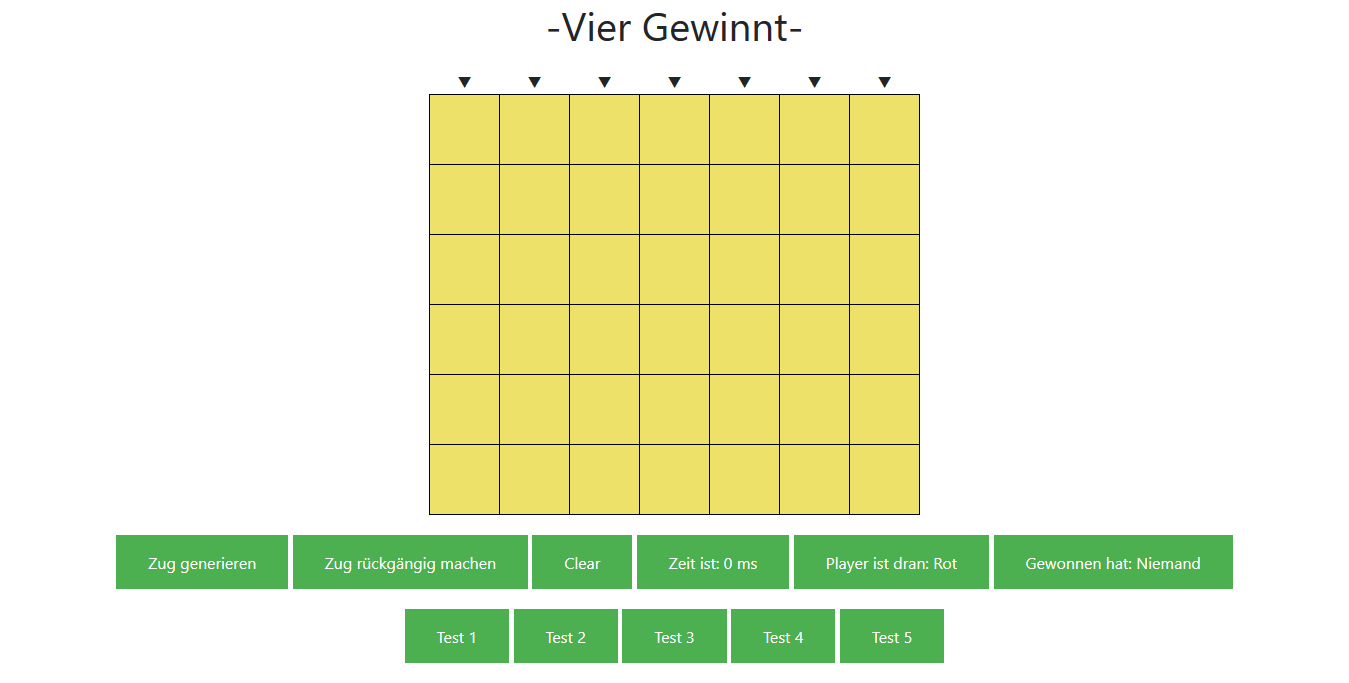 -Vier Gewinnt-
▼ ▼ ▼ ▼ ▼ ▼ ▼
Zug generieren Zug rückgängig machen Clear Zeit ist: 0 ms Player ist dran: Rot Gewonnen hat: Niemand
Test 1 Test 2 Test 3 Test 4 Test 5